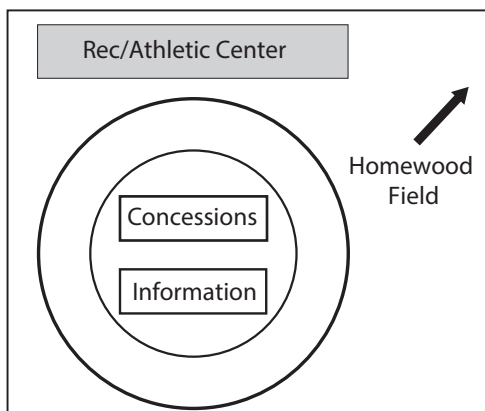 Rec/Athletic Center
Homewood
Field
Concessions
Information